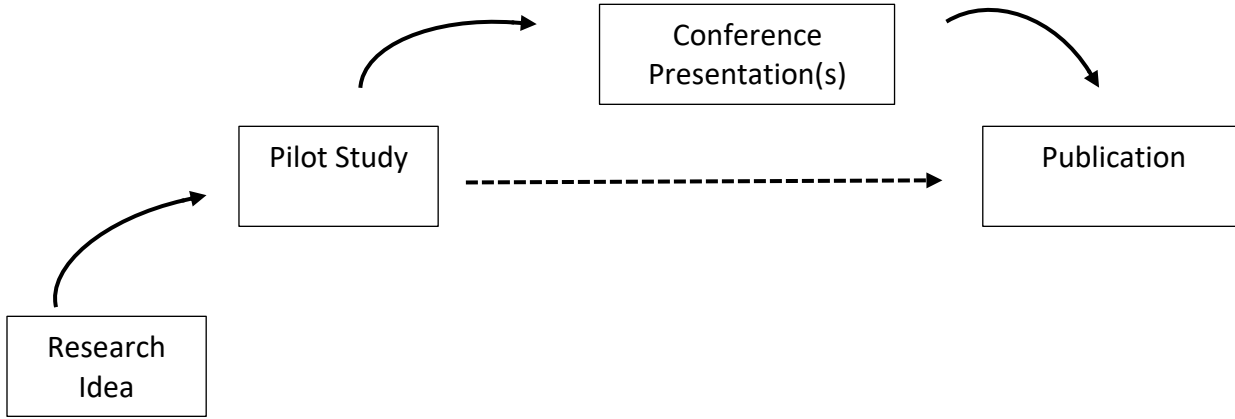 Conference
Presentation(s)
Pilot Study
Publication
Research
Idea